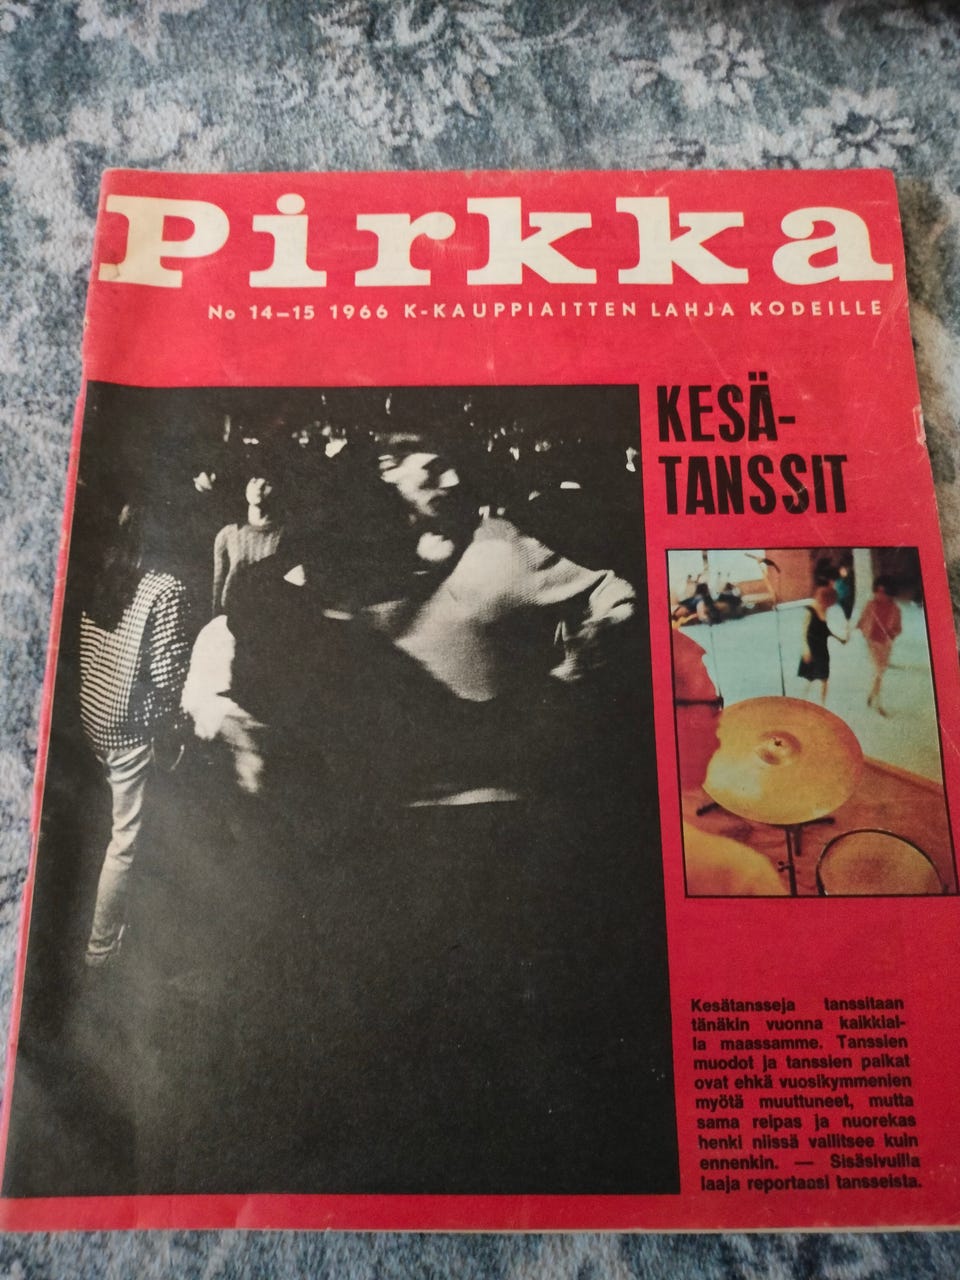 Pirkka
No 14-15 1966 K-KAUPPIAITTEN LAHJA KODEILLE
KESÄ-
TANSSIT
Kesätansseja tanssitaan
tänäkin vuonna kaikkial-
la maassamme. Tanssien
muodot ja tanssien paikat
ovat ehkä vuosikymmenien
myötä muuttuneet, mutta
sama reipas ja nuorekas
henki niissä vallitsee kuin
ennenkin. — Sisäsivuilla
laaja reportaasi tansseista.